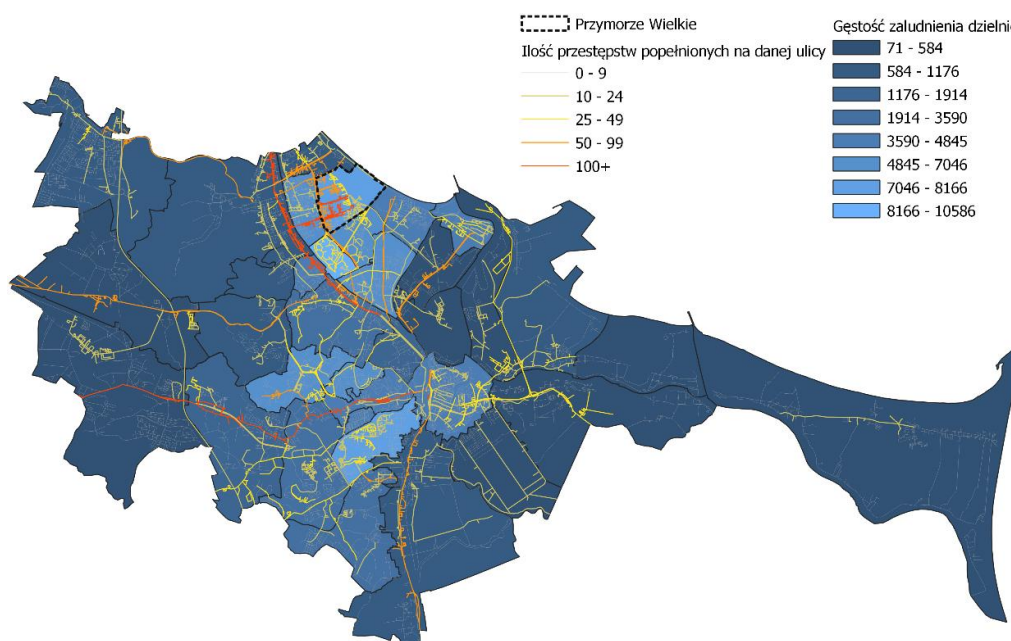 Przymorze Wielkie
Ilość przestępstw popełnionych na danej ulicy
0 - 9
10 - 24
25 - 49
50 - 99
100+
Gęstość zaludnienia dzielni
71 - 584
584 - 1176
1176 - 1914
1914 - 3590
3590 - 4845
4845 - 7046
7046 - 8166
8166 - 10586